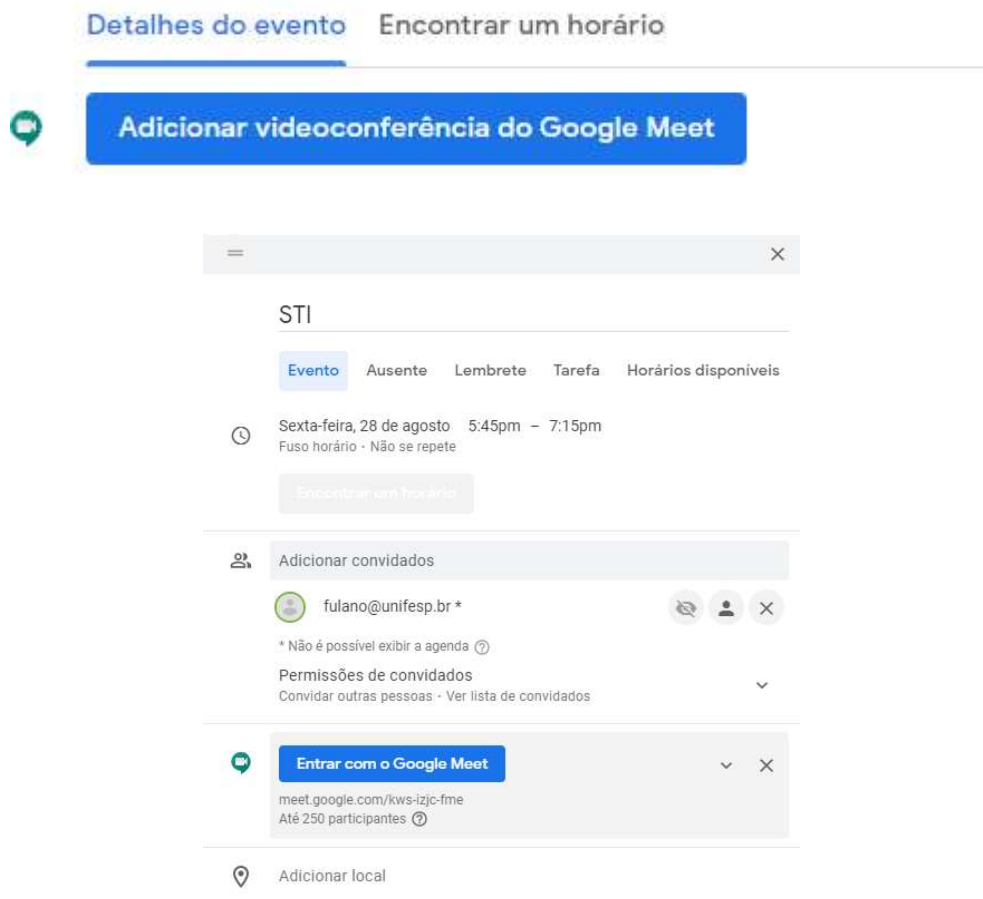 Detalhes do evento Encontrar um horário
Adicionar videoconferência do Google Meet
STI
Evento Ausente Lembrete Tarefa Horários disponíveis
Sexta-feira, 28 de agosto 5:45pm – 7:15pm
Fuso horário · Não se repete
Encontrar um horário
Adicionar convidados
fulano@unifesp.br *
* Não é possível exibir a agenda
Permissões de convidados
Convidar outras pessoas · Ver lista de convidados
Entrar com o Google Meet
meet.google.com/kws-izjc-fme
Até 250 participantes
Adicionar local